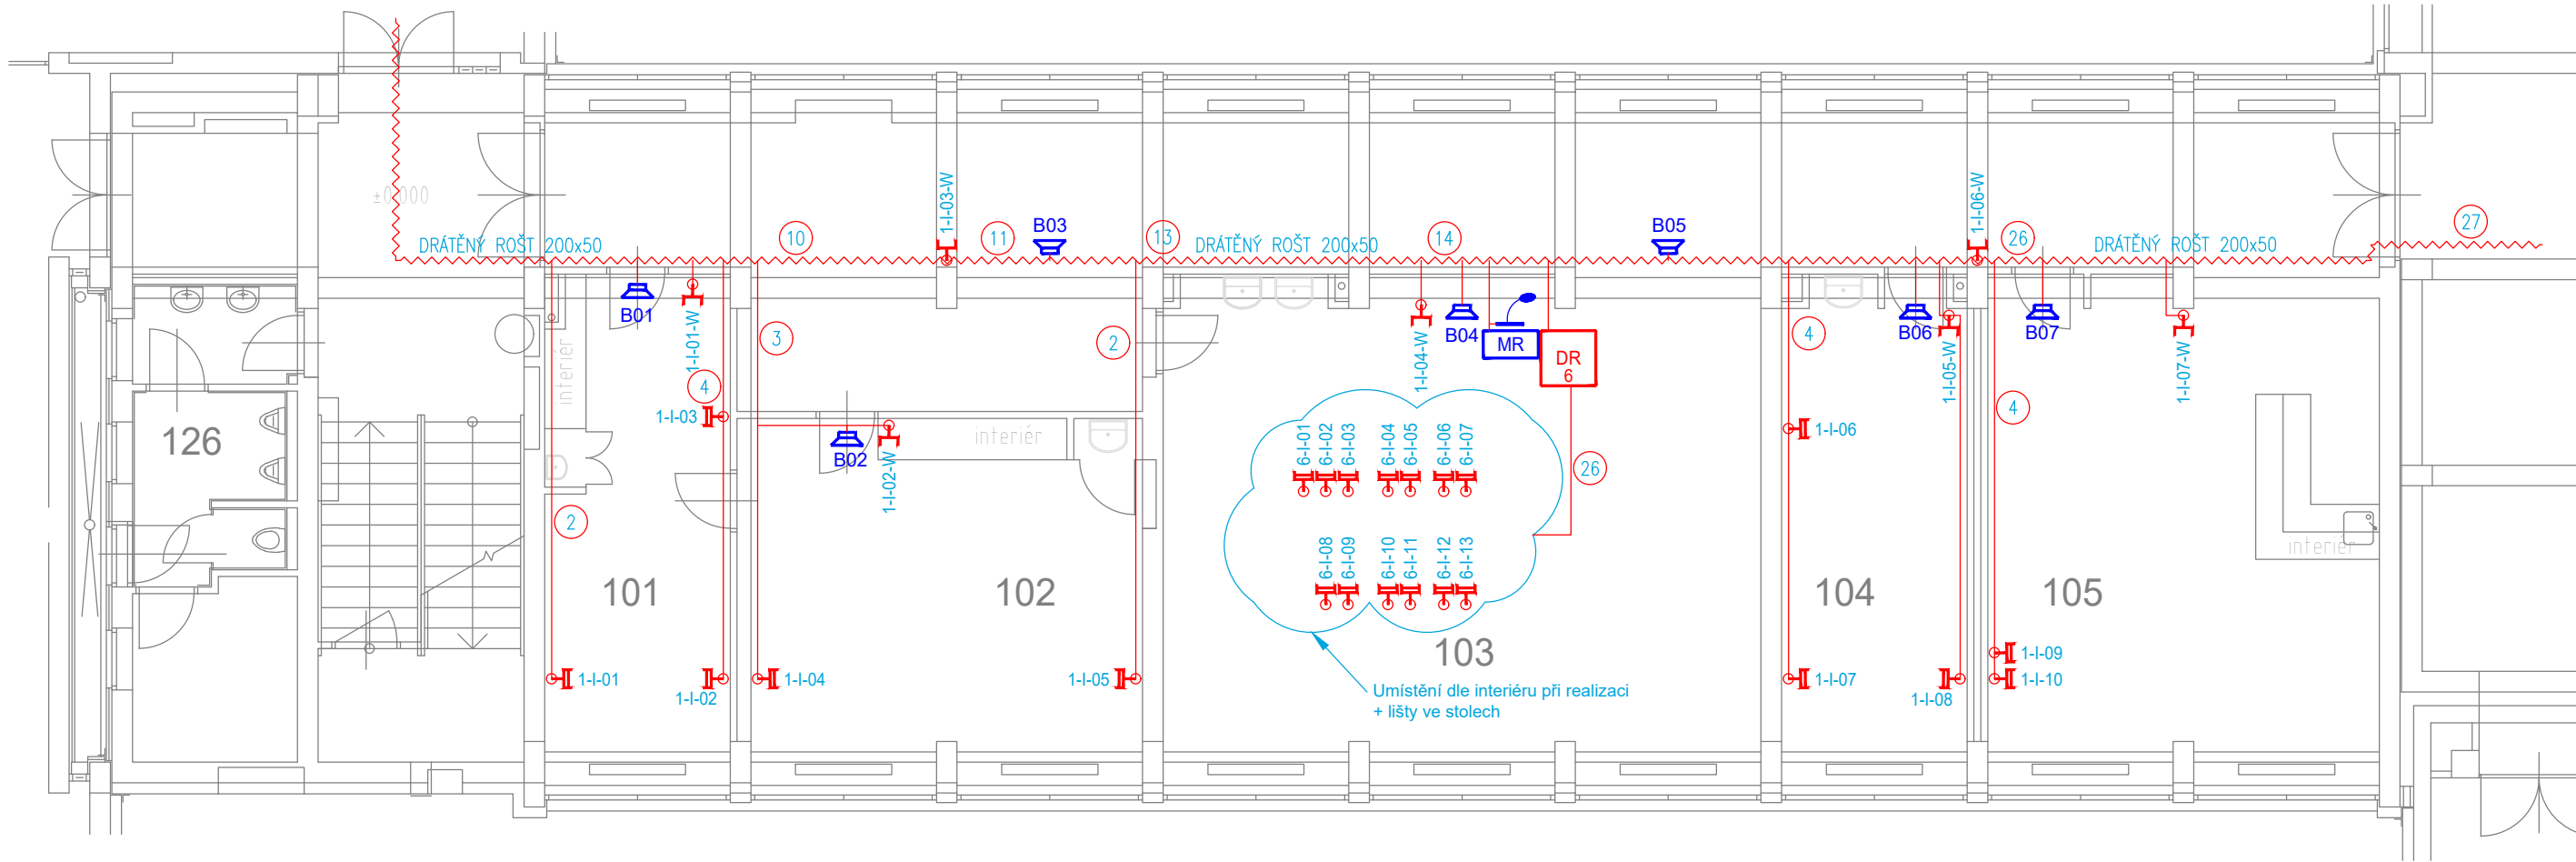 ±0,000
DRÁTĚNÝ ROŠT 200x50
10
1-I-03-W
11
B03
13
DRÁTĚNÝ ROŠT 200x50
14
B05
1-I-06-W
26
DRÁTĚNÝ ROŠT 200x50
27
B01
1-I-01-W
interiér
4
1-I-03
3
2
B02
1-I-02-W
interiér
1-I-04-W
B04
MR
DR
6
4
B06
1-I-05-W
B07
1-I-07-W
4
126
2
101
102
6-I-01
6-I-02
6-I-03
6-I-04
6-I-05
6-I-06
6-I-07
26
6-I-08
6-I-09
6-I-10
6-I-11
6-I-12
6-I-13
103
1-I-06
104
105
interiér
1-I-01
1-I-02
1-I-04
1-I-05
Umístění dle interiéru při realizaci
+ lišty ve stolech
1-I-07
1-I-08
1-I-09
1-I-10